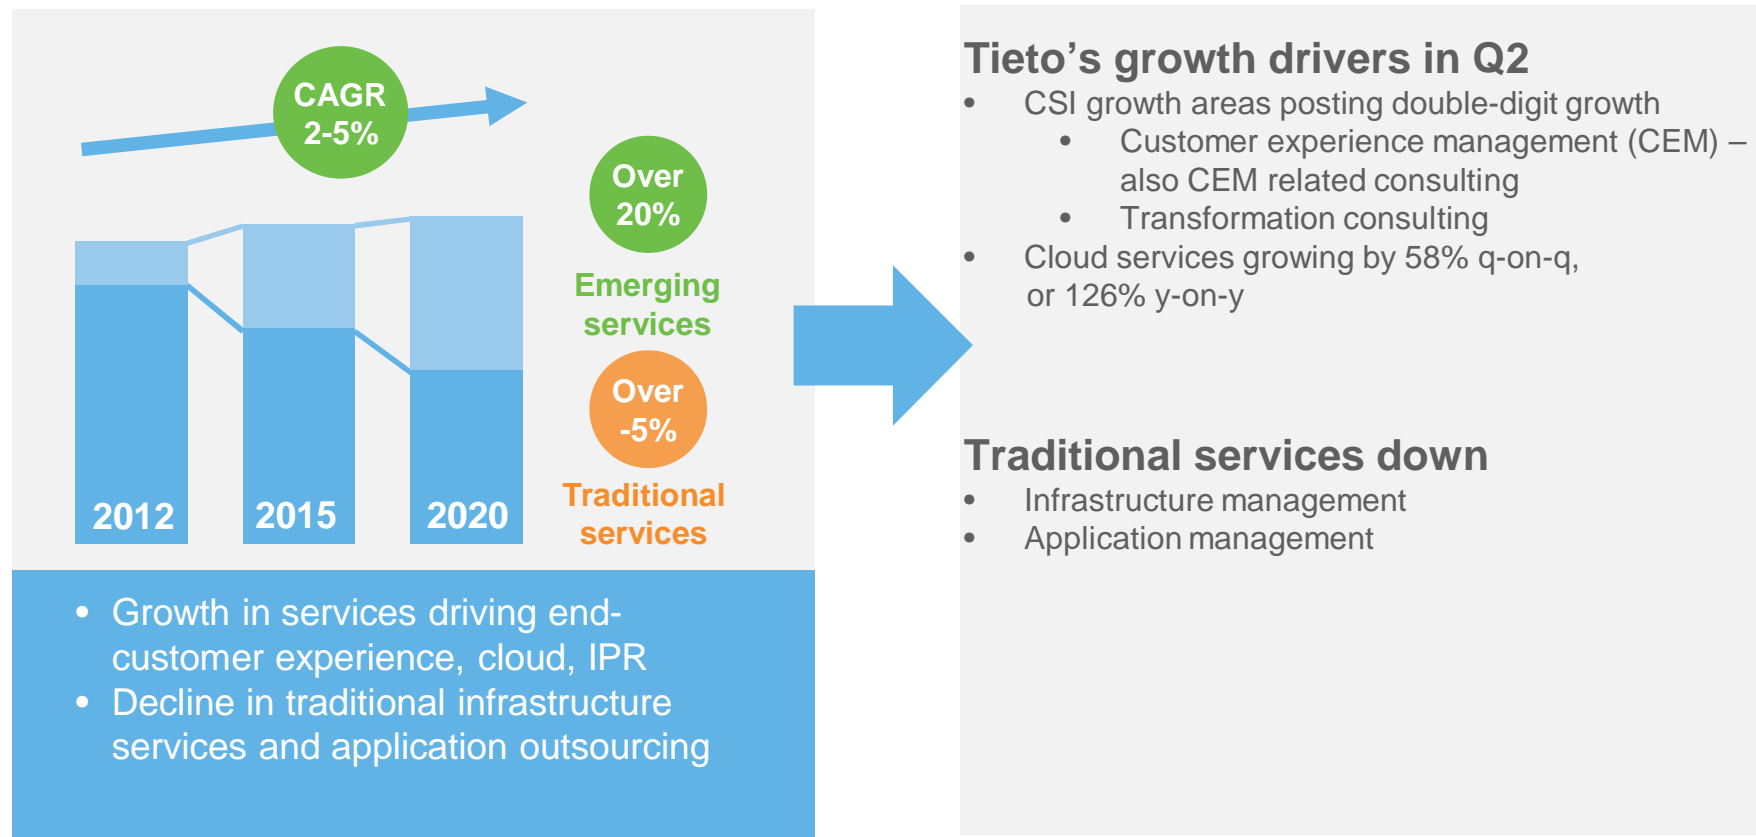 CAGR
2-5%
Over
20%
Emerging
services
Over
-5%
Traditional
services
2012
2015
2020
• Growth in services driving end-
customer experience, cloud, IPR
• Decline in traditional infrastructure
services and application outsourcing
Tieto’s growth drivers in Q2
• CSI growth areas posting double-digit growth
• Customer experience management (CEM) –
also CEM related consulting
• Transformation consulting
• Cloud services growing by 58% q-on-q,
or 126% y-on-y
Traditional services down
• Infrastructure management
• Application management